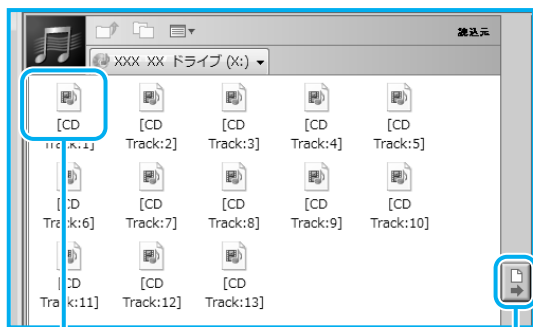 読込元
XXX XX ドライブ (X:)
[CD [CD [CD [CD [CD
Track:1] Track:2] Track:3] Track:4] Track:5]
[CD [CD [CD [CD [CD
Track:6] Track:7] Track:8] Track:9] Track:10]
[CD [CD [CD
Track:11] Track:12] Track:13]